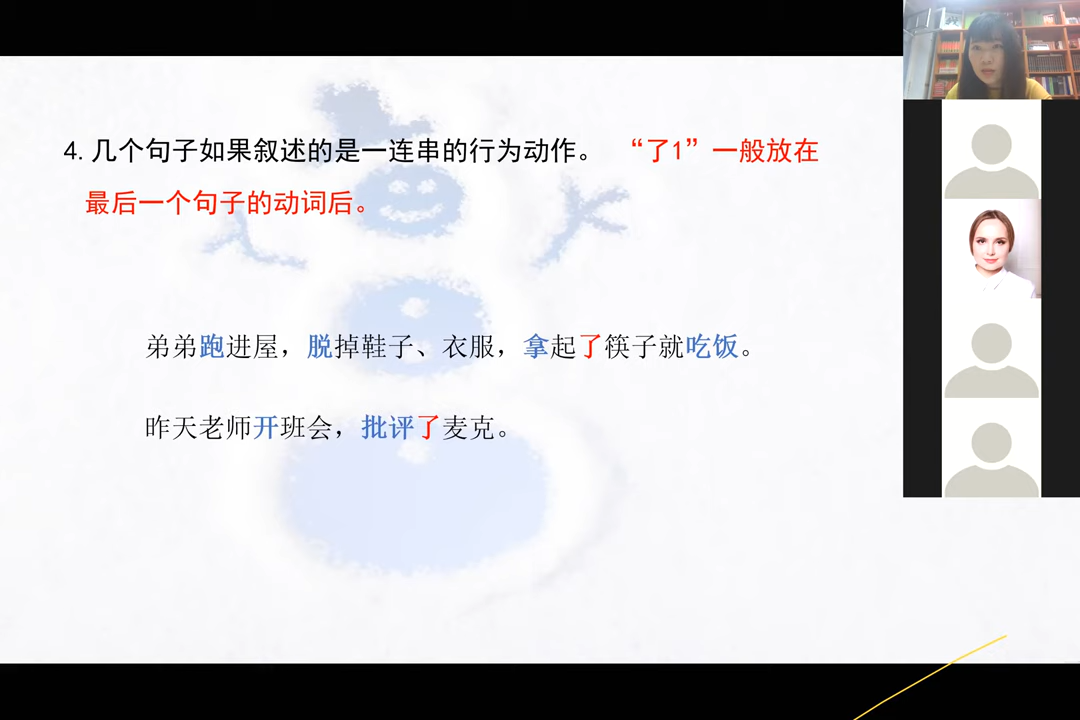 4. 几个句子如果叙述的是一连串的行为动作。 “了1”一般放在
最后一个句子的动词后。
弟弟跑进屋，脱掉鞋子、衣服，拿起了筷子就吃饭。
昨天老师开班会，批评了麦克。